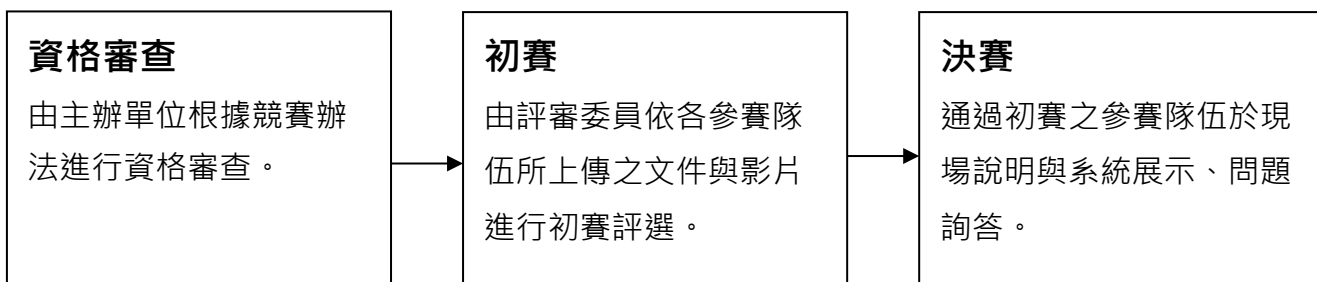 資格審查
由主辦單位根據競賽辦
法進行資格審查。
初賽
由評審委員依各參賽隊
伍所上傳之文件與影片
進行初賽評選。
決賽
通過初賽之參賽隊伍於現
場說明與系統展示、問題
詢答。